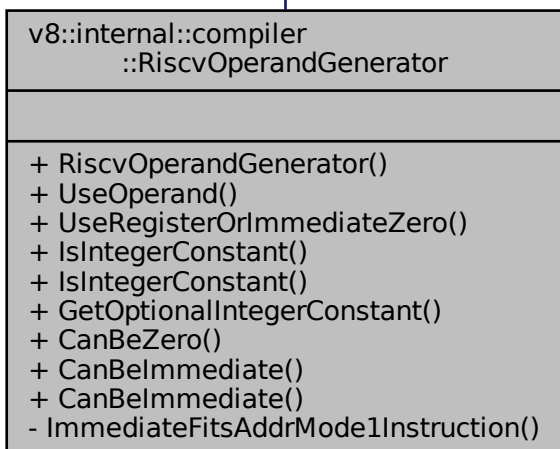 v8::internal::compiler
::RiscvOperandGenerator
+ RiscvOperandGenerator()
+ UseOperand()
+ UseRegisterOrImmediateZero()
+ IsIntegerConstant()
+ IsIntegerConstant()
+ GetOptionalIntegerConstant()
+ CanBeZero()
+ CanBeImmediate()
+ CanBeImmediate()
- ImmediateFitsAddrMode1Instruction()